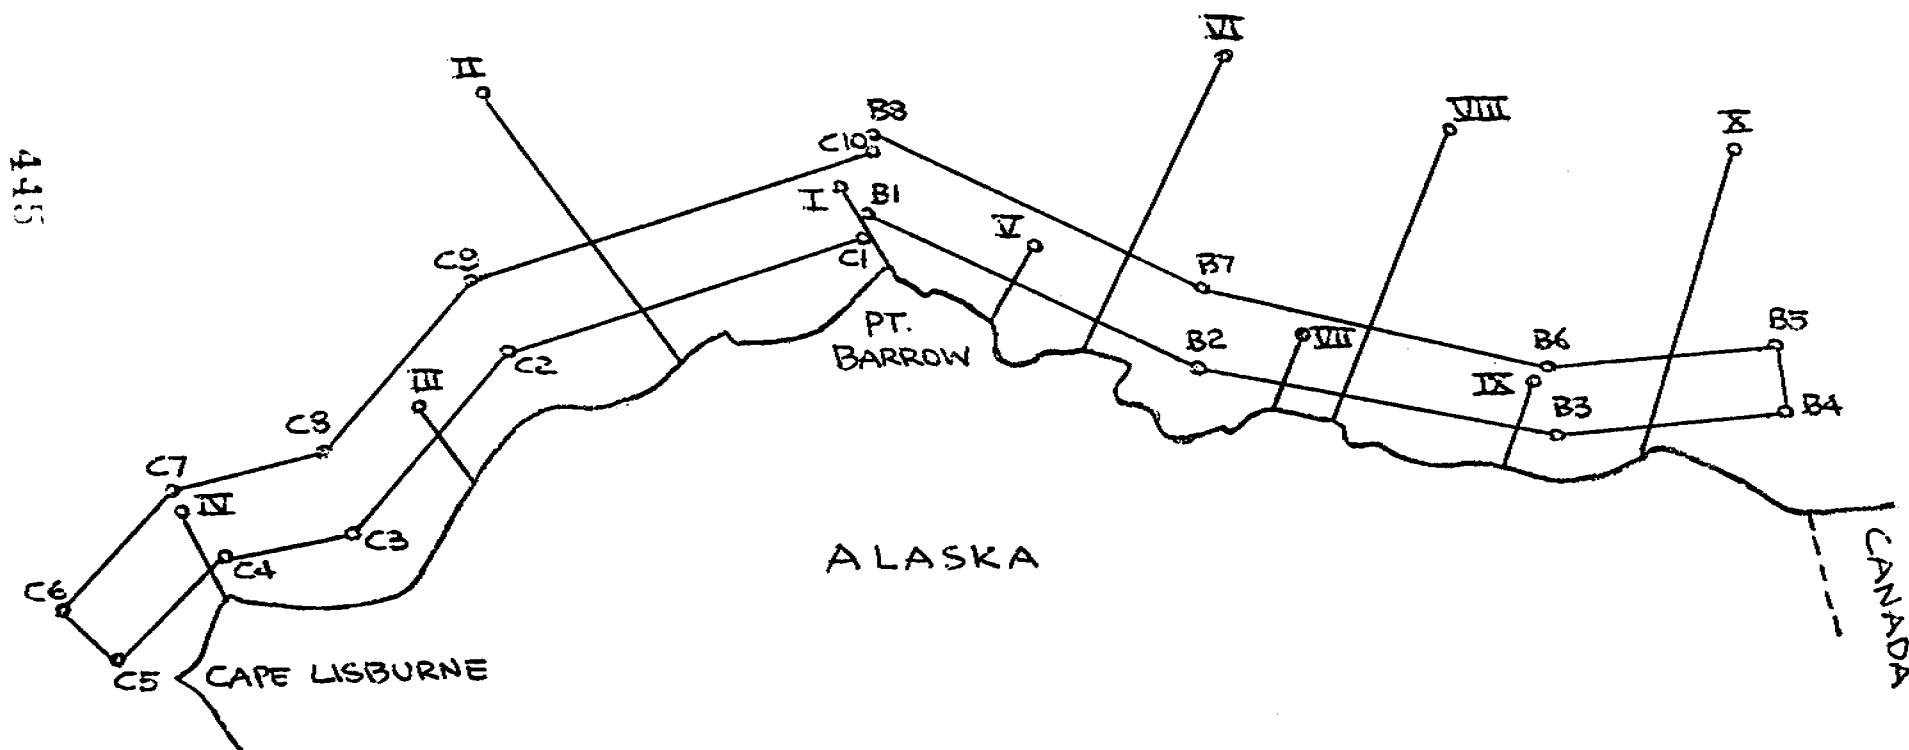 VI
II
VIII
B8
X
C10
445
I
B1
V
C9
C1
B7
PT.
BARROW
B5
B2
VII
B6
C2
III
IX
B3
B4
C8
C7
IV
C3
ALASKA
C4
CANADA
C6
C5
CAPE LISBURNE